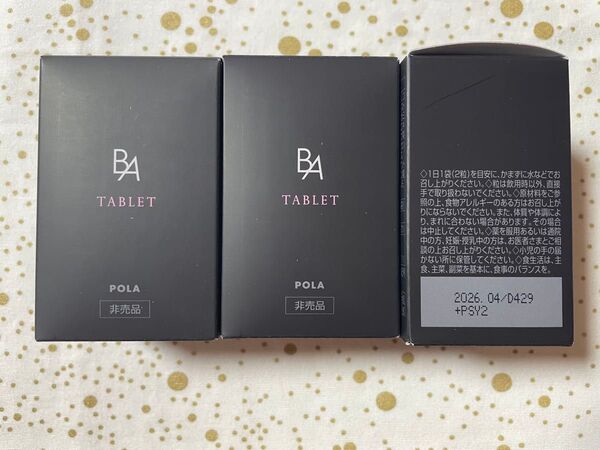 BA
TABLET
POLA
非売品
BA
TABLET
POLA
非売品
◇1日1袋(2粒)を目安に、かまずに水などでお
召し上がりください。◇粒は飲用時以外、直接
手で取り扱わないでください。◇原材料をご参
照の上、食物アレルギーのある方はお召し上が
りにならないでください。また、体質や体調によ
り、まれに合わない場合があります。その場合
は中止してください。◇薬を服用あるいは通院
中の方、妊娠・授乳中の方は、お医者さまとご相
談の上お召し上がりください。◇小児の手の届
かない所に保管してください。◇食生活は、主
食、主菜、副菜を基本に、食事のバランスを。
2026.04/D429
+PSY2